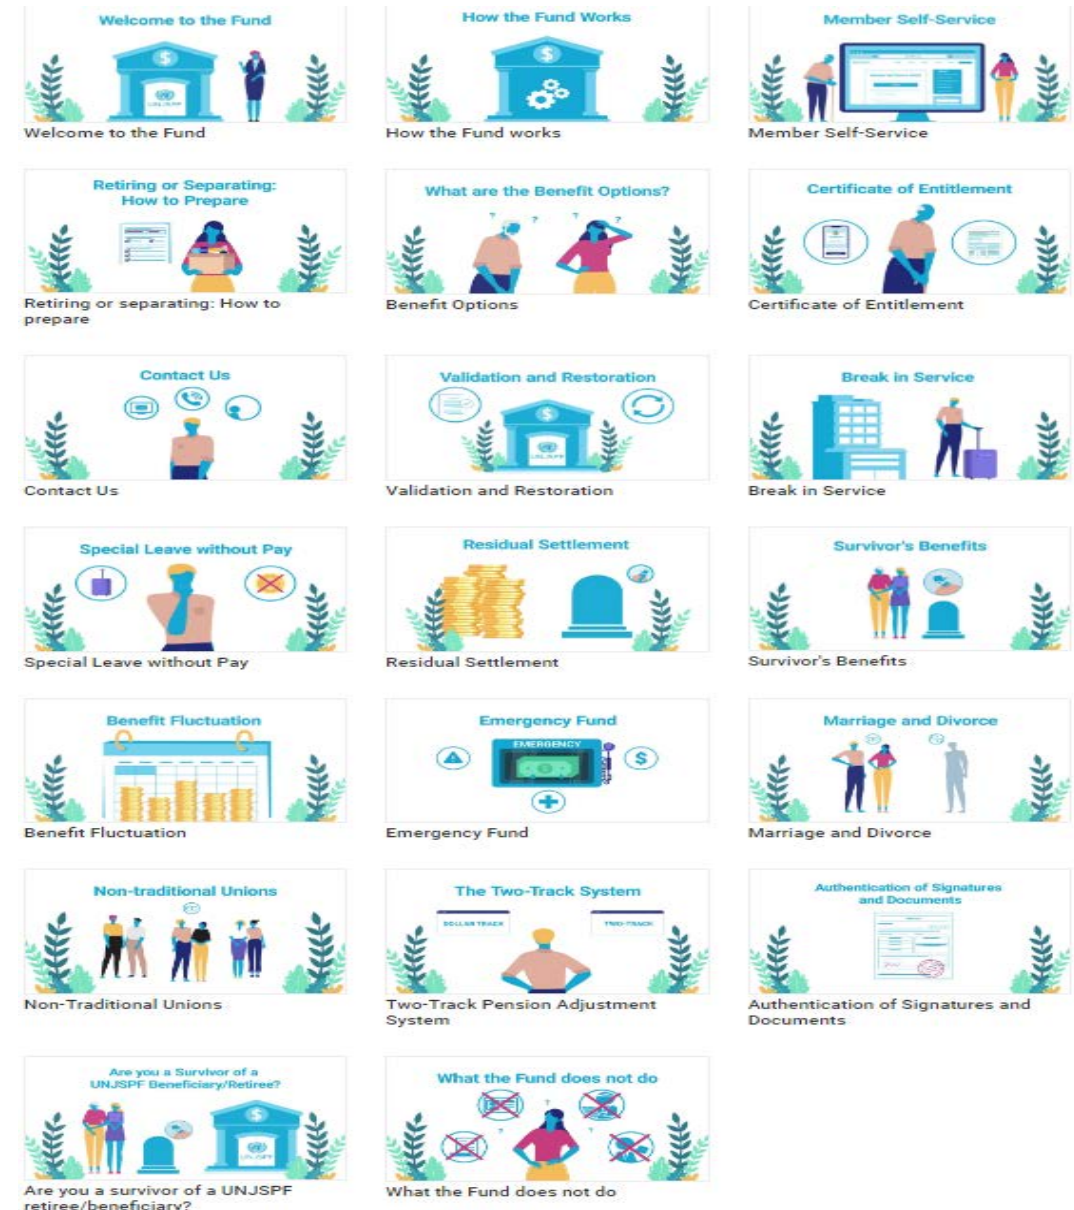 Welcome to the Fund
$
UNJSPF
Welcome to the Fund
How the Fund Works
$
How the Fund works
Member Self-Service
Member Self-Service
Retiring or Separating:
How to Prepare
Retiring or separating: How to
prepare
What are the Benefit Options?
? ? ? ?
Benefit Options
Certificate of Entitlement
Certificate of Entitlement
Contact Us
Contact Us
Validation and Restoration
$
UNJSPF
Validation and Restoration
Break in Service
Break in Service
Special Leave without Pay
Special Leave without Pay
Residual Settlement
Residual Settlement
Survivor's Benefits
Survivor's Benefits
Benefit Fluctuation
Benefit Fluctuation
Emergency Fund
EMERGENCY
$
Emergency Fund
Marriage and Divorce
Marriage and Divorce
Non-traditional Unions
Non-Traditional Unions
The Two-Track System
DOLLAR TRACK
TWO-TRACK
Two-Track Pension Adjustment
System
Authentication of Signatures
and Documents
Authentication of Signatures and
Documents
Are you a Survivor of a
UNJSPF Beneficiary/Retiree?
$
UNJSPF
Are you a survivor of a UNJSPF
retiree/beneficiary?
What the Fund does not do
? ? ?
What the Fund does not do